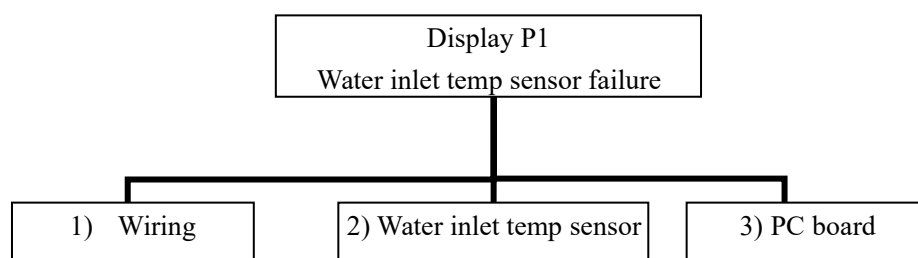 Display P1
Water inlet temp sensor failure
1) Wiring
2) Water inlet temp sensor
3) PC board